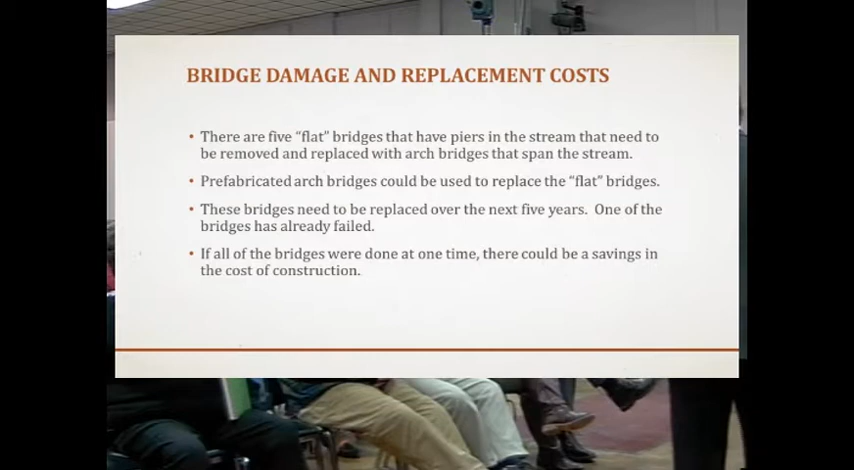 BRIDGE DAMAGE AND REPLACEMENT COSTS
• There are five “flat” bridges that have piers in the stream that need to
be removed and replaced with arch bridges that span the stream.
• Prefabricated arch bridges could be used to replace the “flat” bridges.
• These bridges need to be replaced over the next five years.  One of the
bridges has already failed.
• If all of the bridges were done at one time, there could be a savings in
the cost of construction.